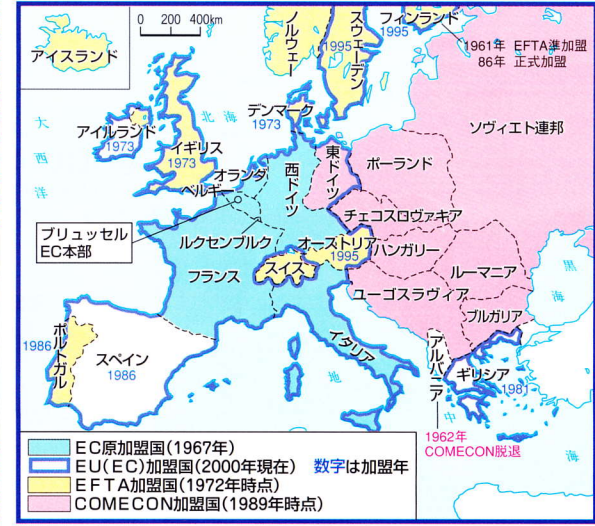 0 200 400km
アイスランド
ノルウェー
スウェーデン
1995
フィンランド
1995
1961年 EFTA準加盟
86年 正式加盟
ソヴィエト連邦
大西洋
北海
アイルランド
1973
イギリス
1973
デンマーク
1973
オランダ
ベルギー
西ドイツ
東ドイツ
ポーランド
チェコスロヴァキア
ブリュッセル
EC本部
ルクセンブルク
オーストリア
1995
ハンガリー
フランス
スイス
ルーマニア
ユーゴスラヴィア
黒海
ブルガリア
イタリア
アルバニア
ギリシア
1981
ポルトガル
1986
スペイン
1986
地中海
1962年
COMECON脱退
EC原加盟国(1967年)
EU(EC)加盟国(2000年現在) 数字は加盟年
EFTA加盟国(1972年時点)
COMECON加盟国(1989年時点)